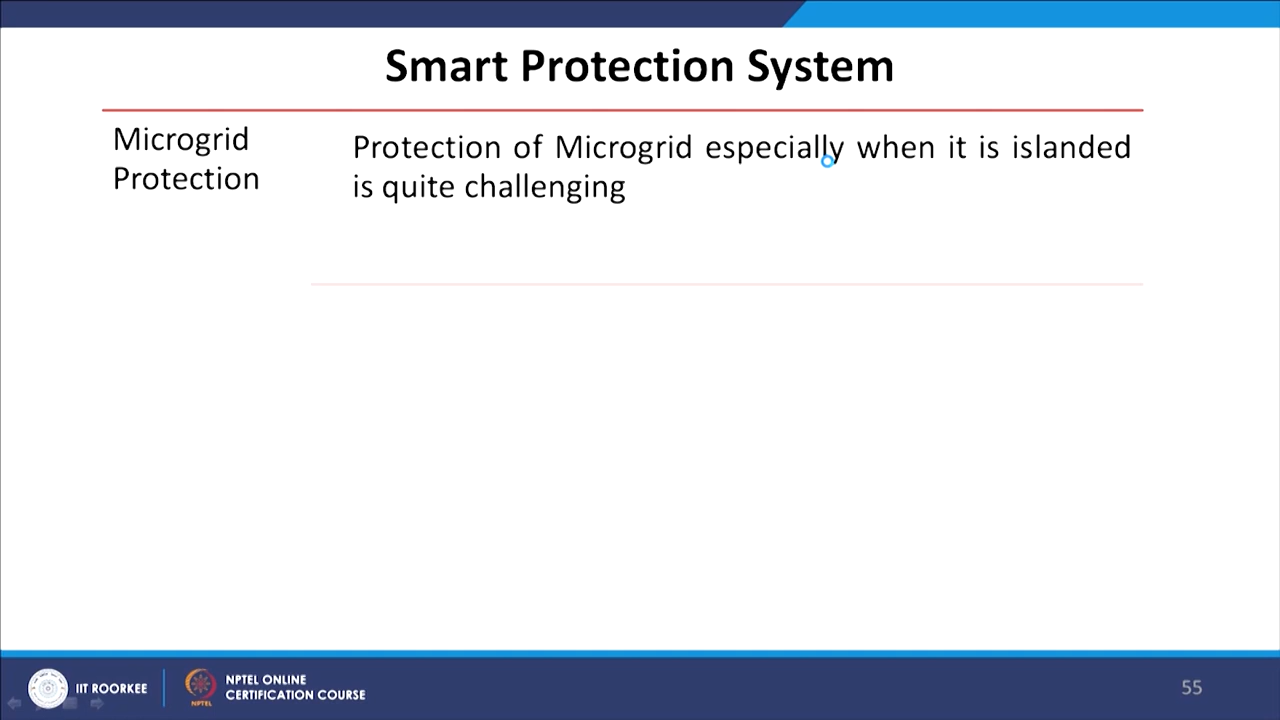 Smart Protection System
Microgrid
Protection
Protection of Microgrid especially when it is islanded
is quite challenging
IIT ROORKEE
NPTEL ONLINE
CERTIFICATION COURSE
NPTEL
55